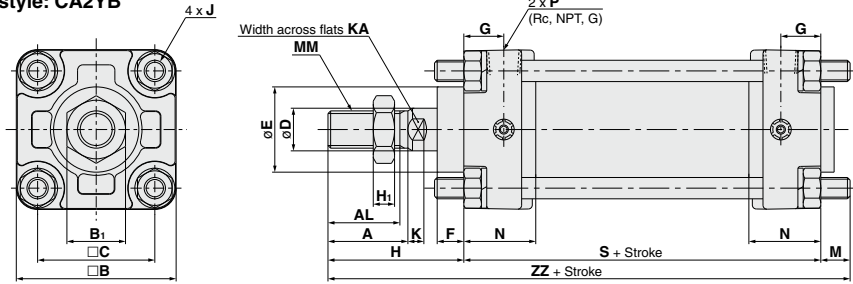 style: CA2YB
4 x J
2 x P
(Rc, NPT, G)
G
G
Width across flats KA
MM
øE
øD
H1
AL
A
K
F
N
N
H
S + Stroke
M
ZZ + Stroke
B1
□C
□B